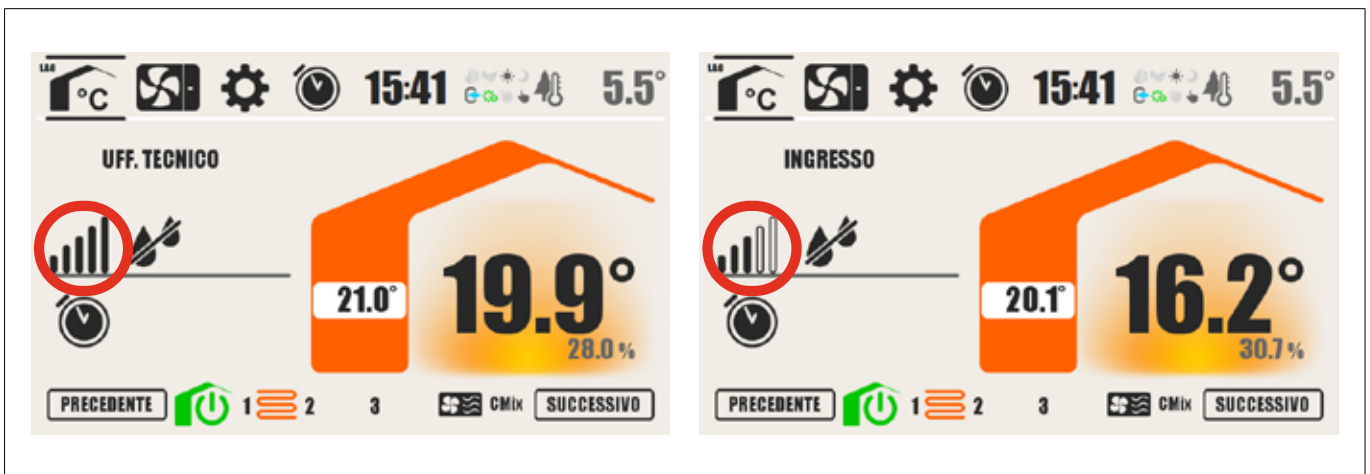 °C 15:41 5.5°
UFF. TECNICO
21.0° 19.9°
28.0 %
PRECEDENTE 1 2 3 CMix SUCCESSIVO
°C 15:41 5.5°
INGRESSO
20.1° 16.2°
30.7 %
PRECEDENTE 1 2 3 CMix SUCCESSIVO